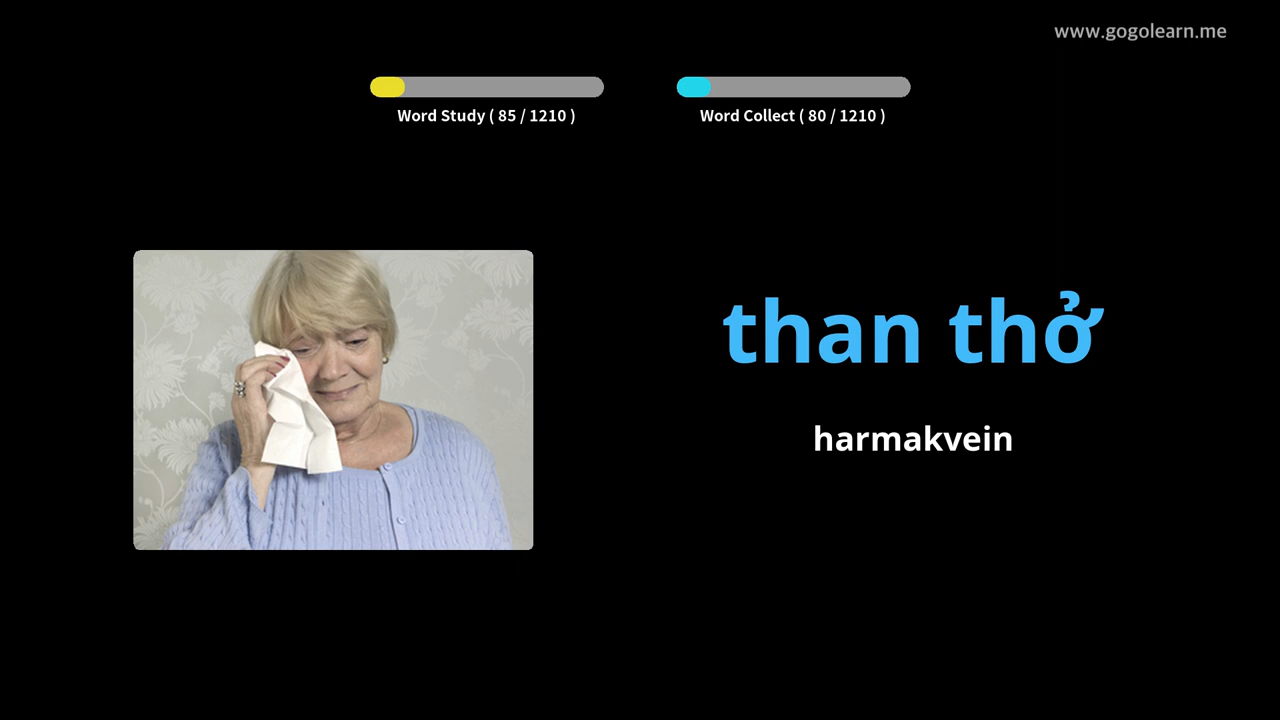 www.gogolearn.me
Word Study ( 85 / 1210 )
Word Collect ( 80 / 1210 )
than thở
harmakvein